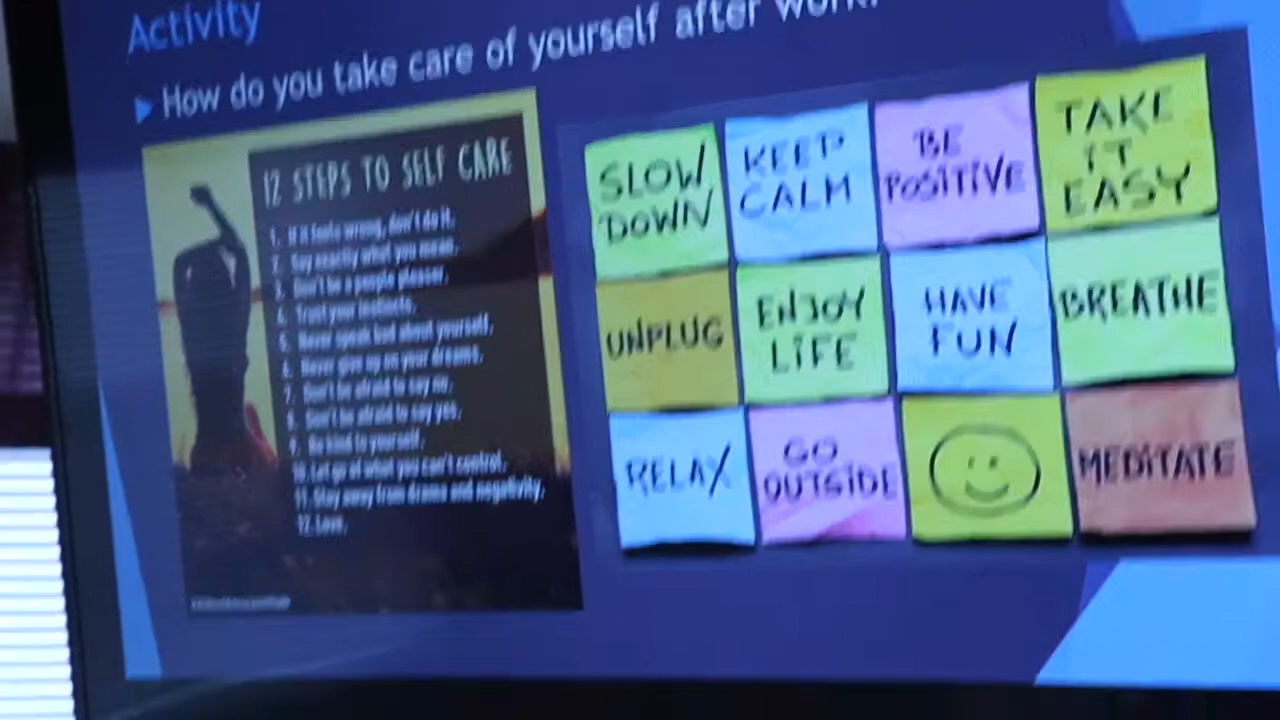 Activity
How do you take care of yourself after work?
12 STEPS TO SELF CARE
1. If it feels wrong, don't do it.
2. Say exactly what you mean.
3. Don't be a people pleaser.
4. Trust your instincts.
5. Never speak bad about yourself.
6. Never give up on your dreams.
7. Don't be afraid to say no.
8. Don't be afraid to say yes.
9. Be kind to yourself.
10. Let go of what you can't control.
11. Stay away from drama and negativity.
12. Love.
SLOW
DOWN
KEEP
CALM
BE
POSITIVE
TAKE
IT
EASY
UNPLUG
ENJOY
LIFE
HAVE
FUN
BREATHE
RELAX
GO
OUTSIDE
MEDITATE